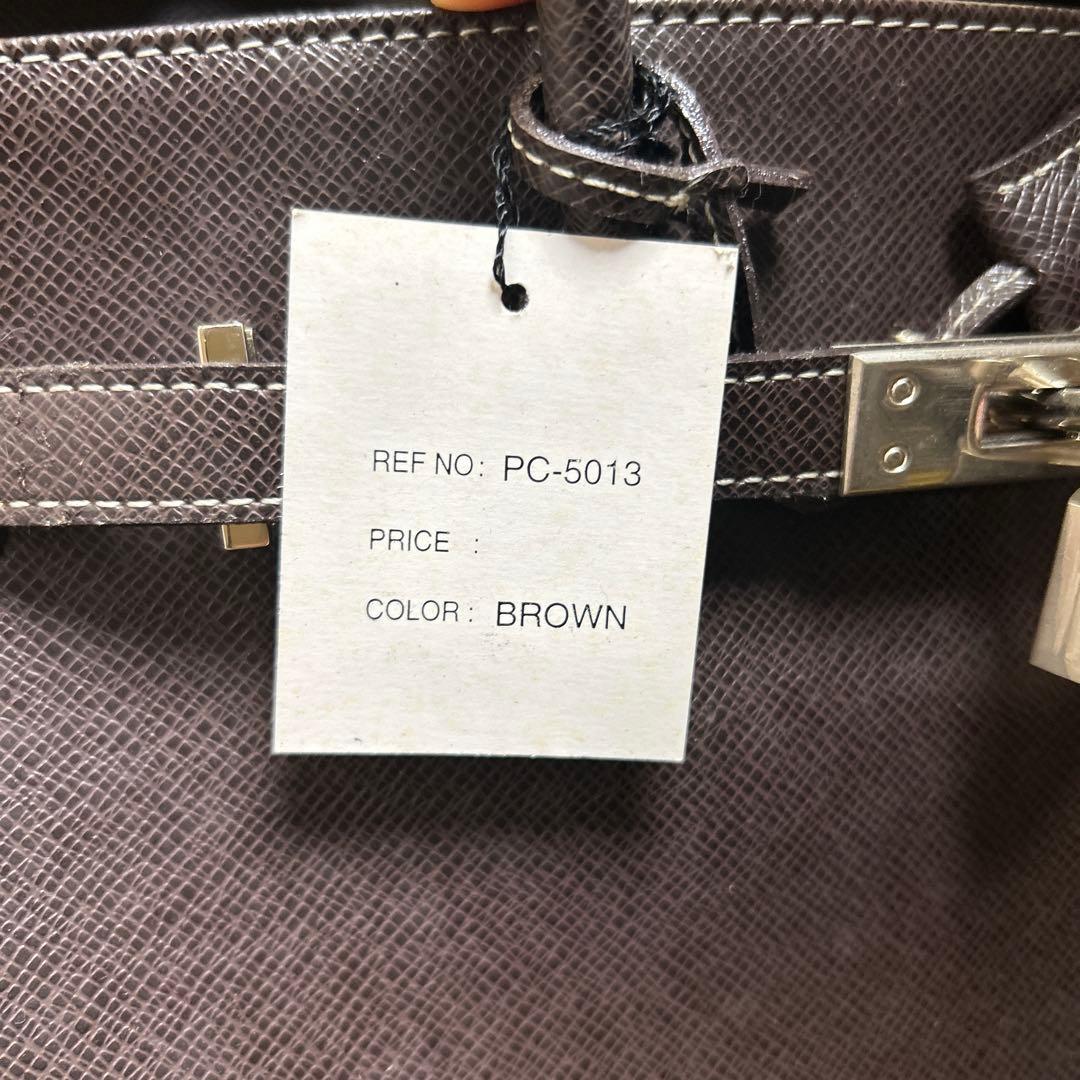 REF NO: PC-5013
PRICE :
COLOR: BROWN